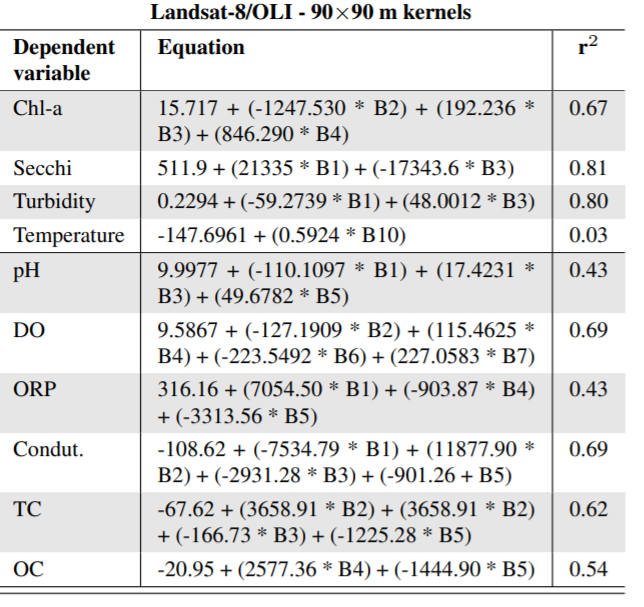 Landsat-8/OLI - 90×90 m kernels
Dependent variable Equation r²
Chl-a 15.717 + (-1247.530 * B2) + (192.236 *
B3) + (846.290 * B4) 0.67
Secchi 511.9 + (21335 * B1) + (-17343.6 * B3) 0.81
Turbidity 0.2294 + (-59.2739 * B1) + (48.0012 * B3) 0.80
Temperature -147.6961 + (0.5924 * B10) 0.03
pH 9.9977 + (-110.1097 * B1) + (17.4231 *
B3) + (49.6782 * B5) 0.43
DO 9.5867 + (-127.1909 * B2) + (115.4625 *
B4) + (-223.5492 * B6) + (227.0583 * B7) 0.69
ORP 316.16 + (7054.50 * B1) + (-903.87 * B4)
+ (-3313.56 * B5) 0.43
Condut. -108.62 + (-7534.79 * B1) + (11877.90 *
B2) + (-2931.28 * B3) + (-901.26 + B5) 0.69
TC -67.62 + (3658.91 * B2) + (3658.91 * B2)
+ (-166.73 * B3) + (-1225.28 * B5) 0.62
OC -20.95 + (2577.36 * B4) + (-1444.90 * B5) 0.54